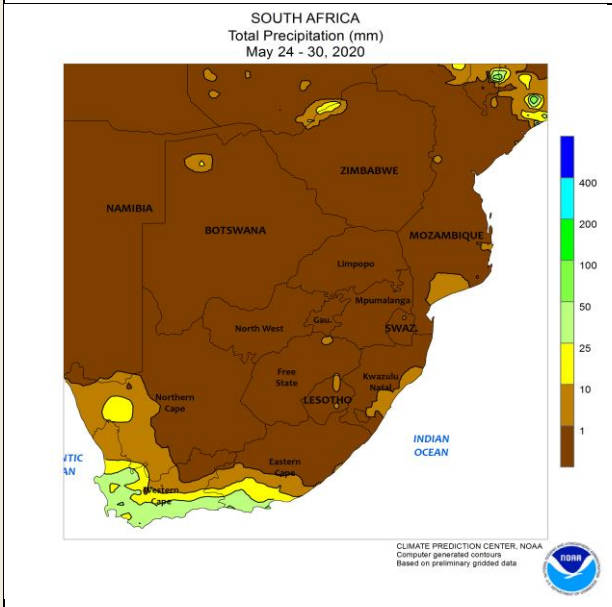 SOUTH AFRICA
Total Precipitation (mm)
May 24 - 30, 2020
ZIMBABWE
NAMIBIA
BOTSWANA
MOZAMBIQUE
Limpopo
Mpumalanga
Gau.
North West
SWAZ.
Free
State
Kwazulu
Natal
Northern
Cape
LESOTHO
Eastern
Cape
Western
Cape
NTIC
AN
INDIAN
OCEAN
400
200
100
50
25
10
1
CLIMATE PREDICTION CENTER, NOAA
Computer generated contours
Based on preliminary gridded data
NOAA